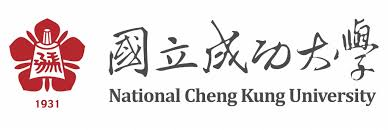 國立成功大學
National Cheng Kung University
1931